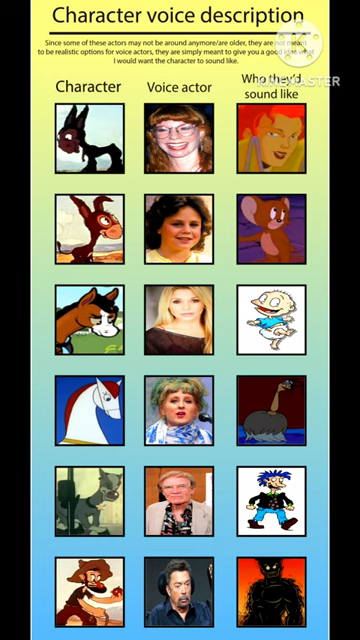 Character voice description
Since some of these actors may not be around anymore/are older, they are not meant
to be realistic options for voice actors, they are simply meant to give you a good idea what
I would want the character to sound like.
Character
Voice actor
Who they'd
sound like